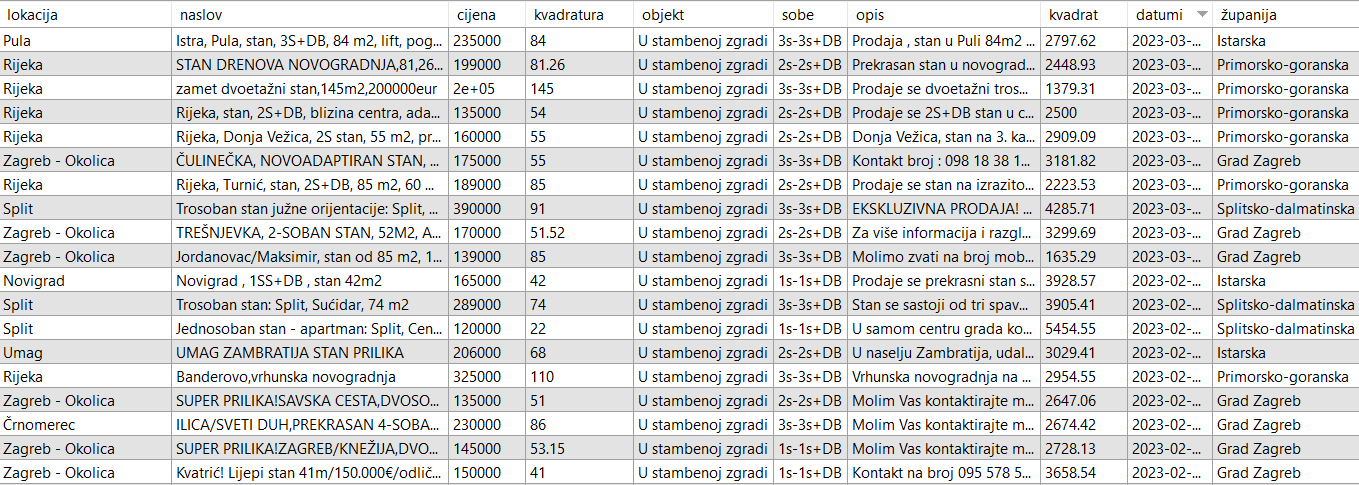 lokacija naslov cijena kvadratura objekt sobe opis kvadrat datumi županija
Pula Istra, Pula, stan, 3S+DB, 84 m2, lift, pog... 235000 84 U stambenoj zgradi 3s-3s+DB Prodaja , stan u Puli 84m2 ... 2797.62 2023-03-... Istarska
Rijeka STAN DRENOVA NOVOGRADNJA,81,26... 199000 81.26 U stambenoj zgradi 2s-2s+DB Prekrasan stan u novograd... 2448.93 2023-03-... Primorsko-goranska
Rijeka zamet dvoetažni stan,145m2,200000eur 2e+05 145 U stambenoj zgradi 3s-3s+DB Prodaje se dvoetažni tros... 1379.31 2023-03-... Primorsko-goranska
Rijeka Rijeka, stan, 2S+DB, blizina centra, ada... 135000 54 U stambenoj zgradi 2s-2s+DB Prodaje se 2S+DB stan u c... 2500 2023-03-... Primorsko-goranska
Rijeka Rijeka, Donja Vežica, 2S stan, 55 m2, pr... 160000 55 U stambenoj zgradi 2s-2s+DB Donja Vežica, stan na 3. ka... 2909.09 2023-03-... Primorsko-goranska
Zagreb - Okolica ČULINEČKA, NOVOADAPTIRAN STAN, ... 175000 55 U stambenoj zgradi 3s-3s+DB Kontakt broj : 098 18 38 1... 3181.82 2023-03-... Grad Zagreb
Rijeka Rijeka, Turnić, stan, 2S+DB, 85 m2, 60 ... 189000 85 U stambenoj zgradi 2s-2s+DB Prodaje se stan na izrazito... 2223.53 2023-03-... Primorsko-goranska
Split Trosoban stan južne orijentacije: Split, ... 390000 91 U stambenoj zgradi 3s-3s+DB EKSKLUZIVNA PRODAJA! ... 4285.71 2023-03-... Splitsko-dalmatinska
Zagreb - Okolica TREŠNJEVKA, 2-SOBAN STAN, 52M2, A... 170000 51.52 U stambenoj zgradi 2s-2s+DB Za više informacija i razgl... 3299.69 2023-03-... Grad Zagreb
Zagreb - Okolica Jordanovac/Maksimir, stan od 85 m2, 1... 139000 85 U stambenoj zgradi 2s-2s+DB Molimo zvati na broj mob... 1635.29 2023-03-... Grad Zagreb
Novigrad Novigrad , 1SS+DB , stan 42m2 165000 42 U stambenoj zgradi 1s-1s+DB Prodaje se prekrasni stan s... 3928.57 2023-02-... Istarska
Split Trosoban stan: Split, Sućidar, 74 m2 289000 74 U stambenoj zgradi 3s-3s+DB Stan se sastoji od tri spav... 3905.41 2023-02-... Splitsko-dalmatinska
Split Jednosoban stan - apartman: Split, Cen... 120000 22 U stambenoj zgradi 1s-1s+DB U samom centru grada ko... 5454.55 2023-02-... Splitsko-dalmatinska
Umag UMAG ZAMBRATIJA STAN PRILIKA 206000 68 U stambenoj zgradi 2s-2s+DB U naselju Zambratija, udal... 3029.41 2023-02-... Istarska
Rijeka Banderovo,vrhunska novogradnja 325000 110 U stambenoj zgradi 3s-3s+DB Vrhunska novogradnja na ... 2954.55 2023-02-... Primorsko-goranska
Zagreb - Okolica SUPER PRILIKA!SAVSKA CESTA,DVOSO... 135000 51 U stambenoj zgradi 2s-2s+DB Molim Vas kontaktirajte m... 2647.06 2023-02-... Grad Zagreb
Črnomerec ILICA/SVETI DUH,PREKRASAN 4-SOBA... 230000 86 U stambenoj zgradi 3s-3s+DB Molim Vas kontaktirajte m... 2674.42 2023-02-... Grad Zagreb
Zagreb - Okolica SUPER PRILIKA!ZAGREB/KNEŽIJA,DVO... 145000 53.15 U stambenoj zgradi 1s-1s+DB Molim Vas kontaktirajte m... 2728.13 2023-02-... Grad Zagreb
Zagreb - Okolica Kvatrić! Lijepi stan 41m/150.000€/odlič... 150000 41 U stambenoj zgradi 1s-1s+DB Kontakt na broj 095 578 5... 3658.54 2023-02-... Grad Zagreb